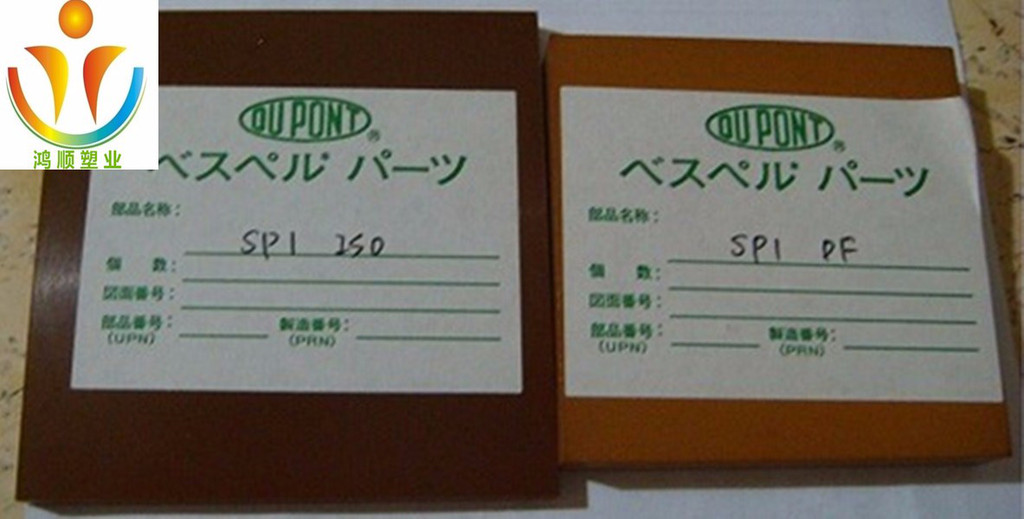 鸿顺塑业
DU PONT®
ベスペル パーツ
部品名称:
SP1 ISO
個 数:
図面番号:
部品番号: 製造番号:
(UPN) (PRN)
DU PONT®
ベスペル パーツ
部品名称:
SP1 DF
個 数:
図面番号:
部品番号: 製造番号:
(UPN) (PRN)